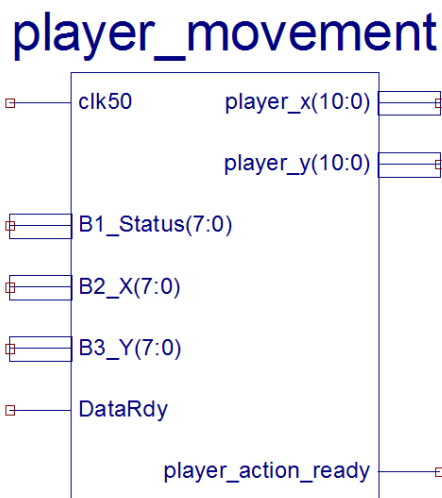 player_movement
clk50 player_x(10:0)
player_y(10:0)
B1_Status(7:0)
B2_X(7:0)
B3_Y(7:0)
DataRdy
player_action_ready